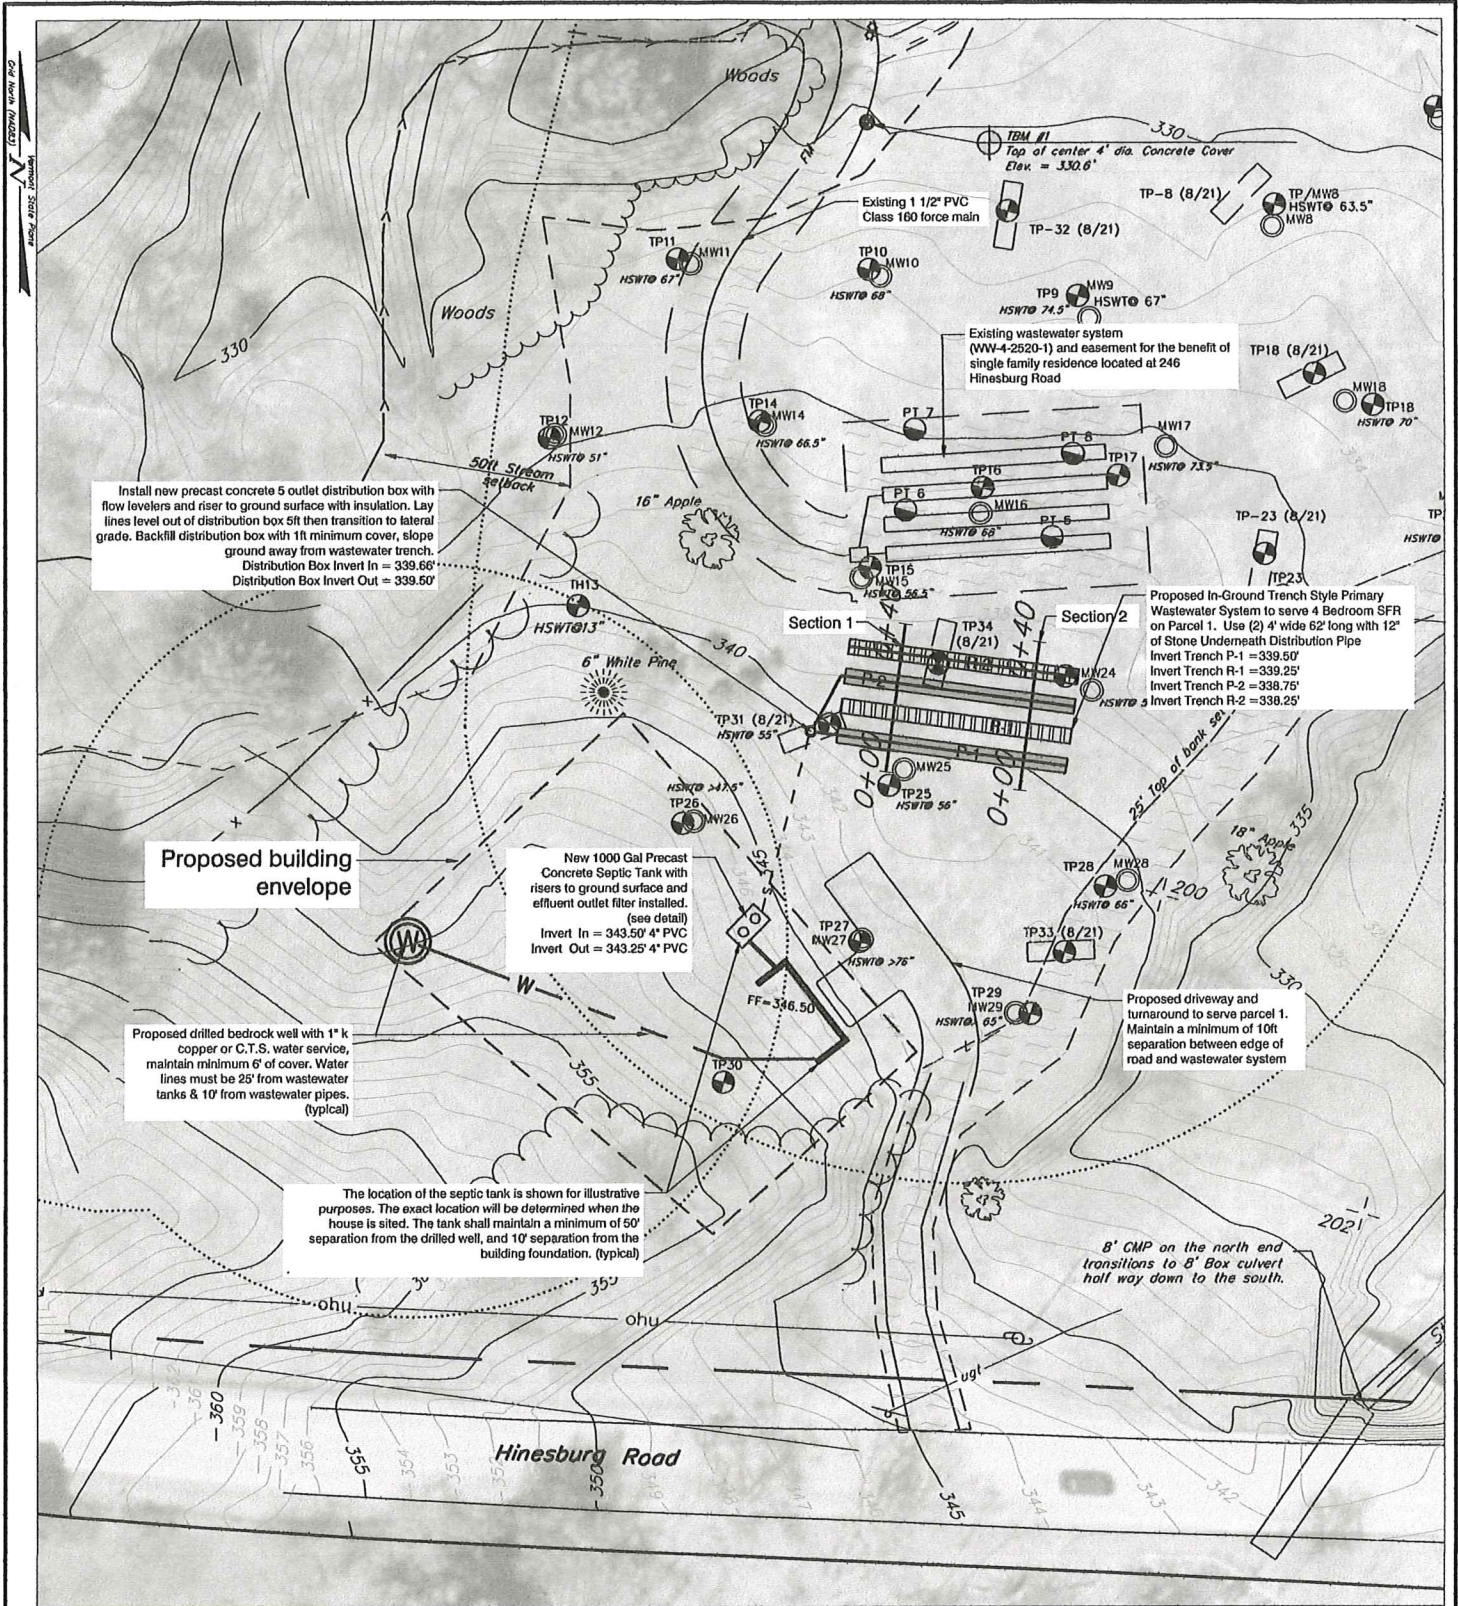 Grid North (NAD83)
Vermont State Plane
N
Woods
TBM #1
Top of center 4' dia. Concrete Cover
Elev. = 330.6'
330
FM
Existing 1 1/2" PVC
Class 160 force main
TP-32 (8/21)
TP-8 (8/21)
TP/MW8
HSWT@ 63.5"
MW8
TP11
MW11
HSWT@ 67"
TP10
MW10
HSWT@ 68"
TP9
MW9
HSWT@ 67"
HSWT@ 74.5"
Woods
330
Existing wastewater system
(WW-4-2520-1) and easement for the benefit of
single family residence located at 246
Hinesburg Road
TP18 (8/21)
MW18
TP18
HSWT@ 70"
TP12
MW12
HSWT@ 51"
TP14
MW14
HSWT@ 66.5"
PT 7
PT 8
MW17
HSWT@ 73.5"
TP17
TP16
MW16
HSWT@ 68"
PT 6
PT 5
50ft Stream
setback
16" Apple
TP-23 (8/21)
TP23
HSWT@
Install new precast concrete 5 outlet distribution box with
flow levelers and riser to ground surface with insulation. Lay
lines level out of distribution box 5ft then transition to lateral
grade. Backfill distribution box with 1ft minimum cover, slope
ground away from wastewater trench.
Distribution Box Invert In = 339.66'
Distribution Box Invert Out = 339.50'
TP15
MW15
HSWT@ 56.5"
TH13
HSWT@13"
340
6" White Pine
Section 1
TP34
(8/21)
+40
Section 2
Proposed In-Ground Trench Style Primary
Wastewater System to serve 4 Bedroom SFR
on Parcel 1. Use (2) 4' wide 62' long with 12"
of Stone Underneath Distribution Pipe
Invert Trench P-1 =339.50'
Invert Trench R-1 =339.25'
Invert Trench P-2 =338.75'
Invert Trench R-2 =338.25'
R-2
P-2
R-1
P-1
MW24
HSWT@ 5
TP31 (8/21)
HSWT@ 55"
0+00
0+00
MW25
TP25
HSWT@ 56"
25' Top of bank se
HSWT@ >47.5"
TP26
MW26
342
343
Proposed building
envelope
New 1000 Gal Precast
Concrete Septic Tank with
risers to ground surface and
effluent outlet filter installed.
(see detail)
Invert In = 343.50' 4" PVC
Invert Out = 343.25' 4" PVC
S
345
TP28
MW28
HSWT@ 66"
200
18" Apple
335
W
W
TP27
MW27
HSWT@ >76"
TP33 (8/21)
FF=346.50
330
TP29
MW29
HSWT@ 65"
Proposed driveway and
turnaround to serve parcel 1.
Maintain a minimum of 10ft
separation between edge of
road and wastewater system
Proposed drilled bedrock well with 1" k
copper or C.T.S. water service,
maintain minimum 6' of cover. Water
lines must be 25' from wastewater
tanks & 10' from wastewater pipes.
(typical)
355
TP30
The location of the septic tank is shown for illustrative
purposes. The exact location will be determined when the
house is sited. The tank shall maintain a minimum of 50'
separation from the drilled well, and 10' separation from the
building foundation. (typical)
202
8' CMP on the north end
transitions to 8' Box culvert
half way down to the south.
355
ohu
ohu
ugt
360
359
358
357
356
355
354
353
350
345
344
343
342
Hinesburg Road